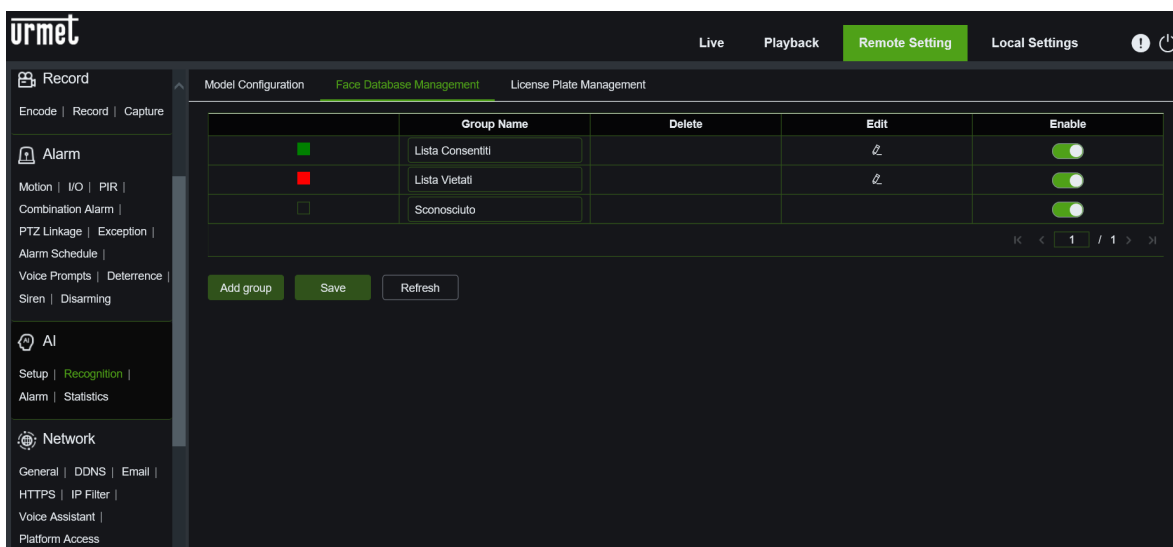 urmet
Live Playback Remote Setting Local Settings
Record
Encode | Record | Capture
Alarm
Motion | I/O | PIR |
Combination Alarm |
PTZ Linkage | Exception |
Alarm Schedule |
Voice Prompts | Deterrence |
Siren | Disarming
AI
Setup | Recognition |
Alarm | Statistics
Network
General | DDNS | Email |
HTTPS | IP Filter |
Voice Assistant |
Platform Access
Model Configuration Face Database Management License Plate Management
Group Name Delete Edit Enable
Lista Consentiti
Lista Vietati
Sconosciuto
1 / 1
Add group Save Refresh